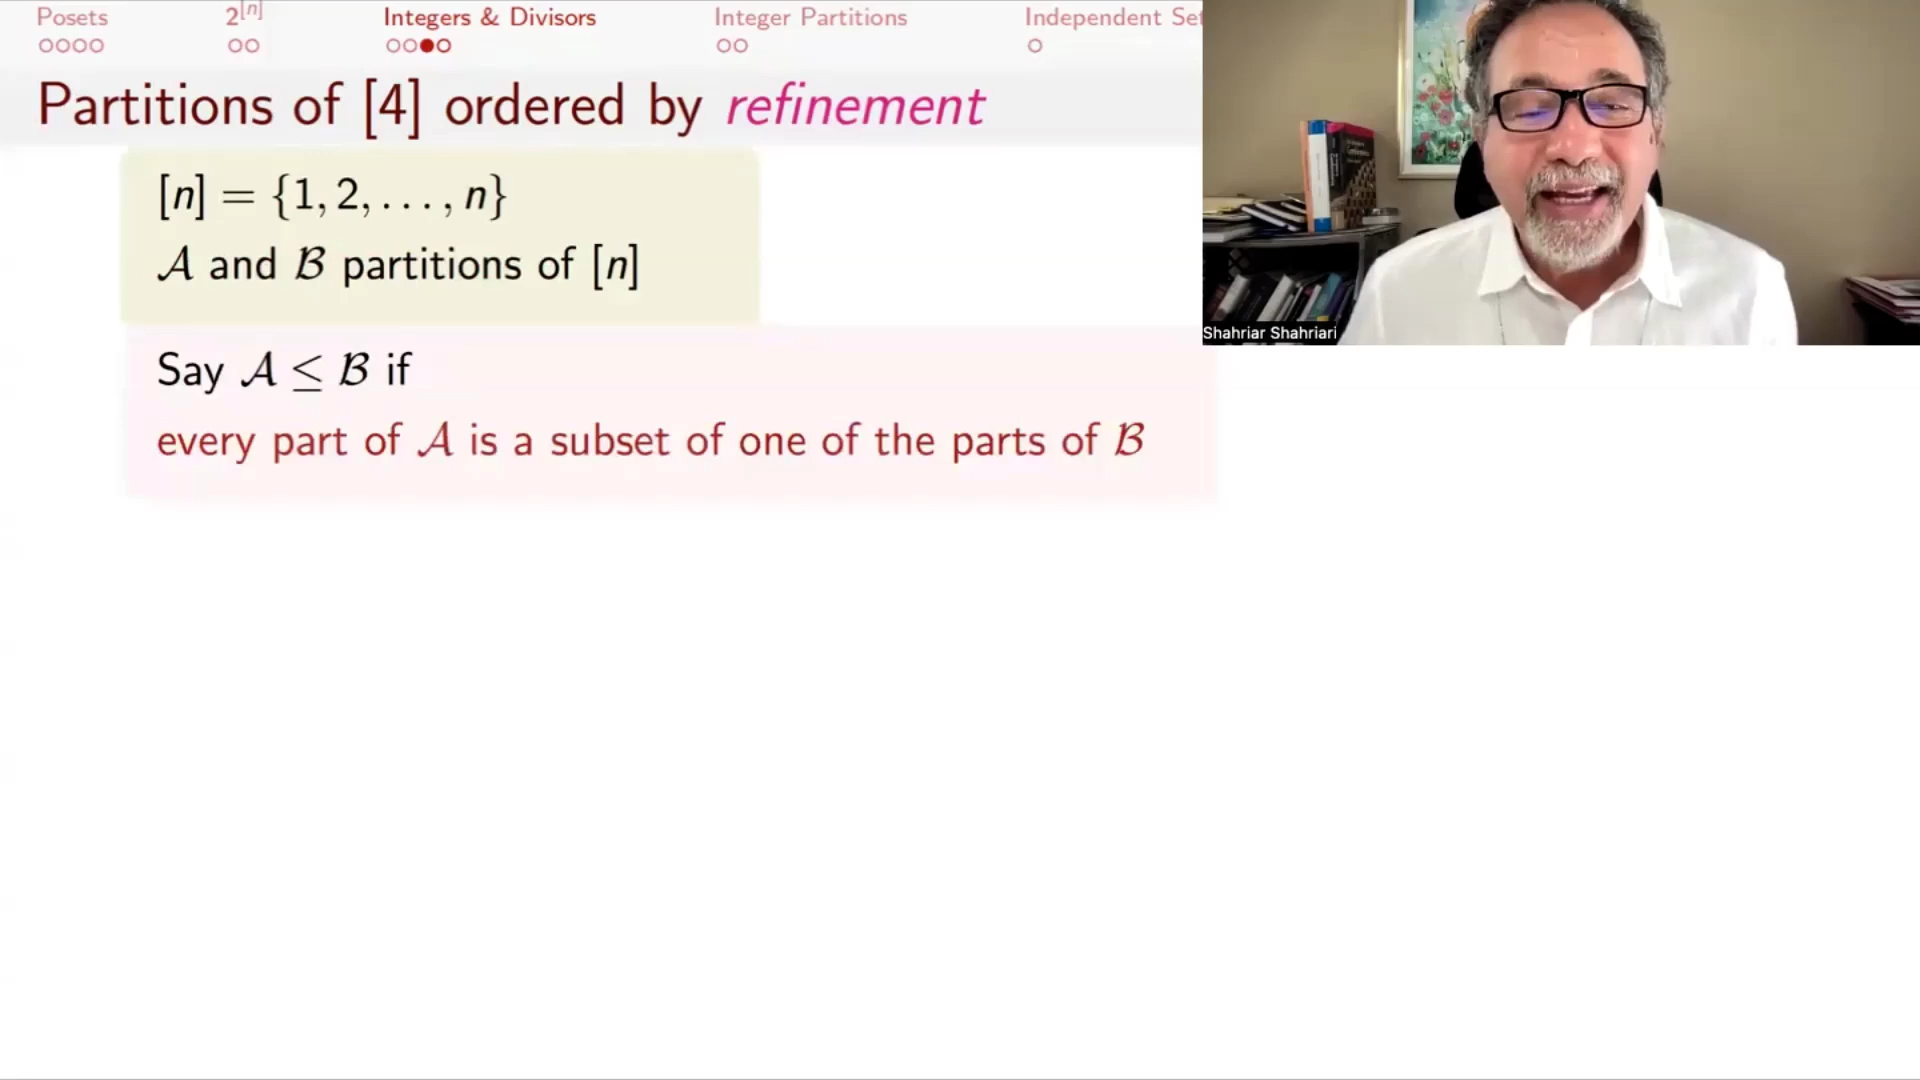 Posets 2^[n] Integers & Divisors Integer Partitions Independent Set
Partitions of [4] ordered by refinement
[n] = {1, 2, . . . , n}
𝒜 and ℬ partitions of [n]
Say 𝒜 ≤ ℬ if
every part of 𝒜 is a subset of one of the parts of ℬ
Shahriar Shahriari